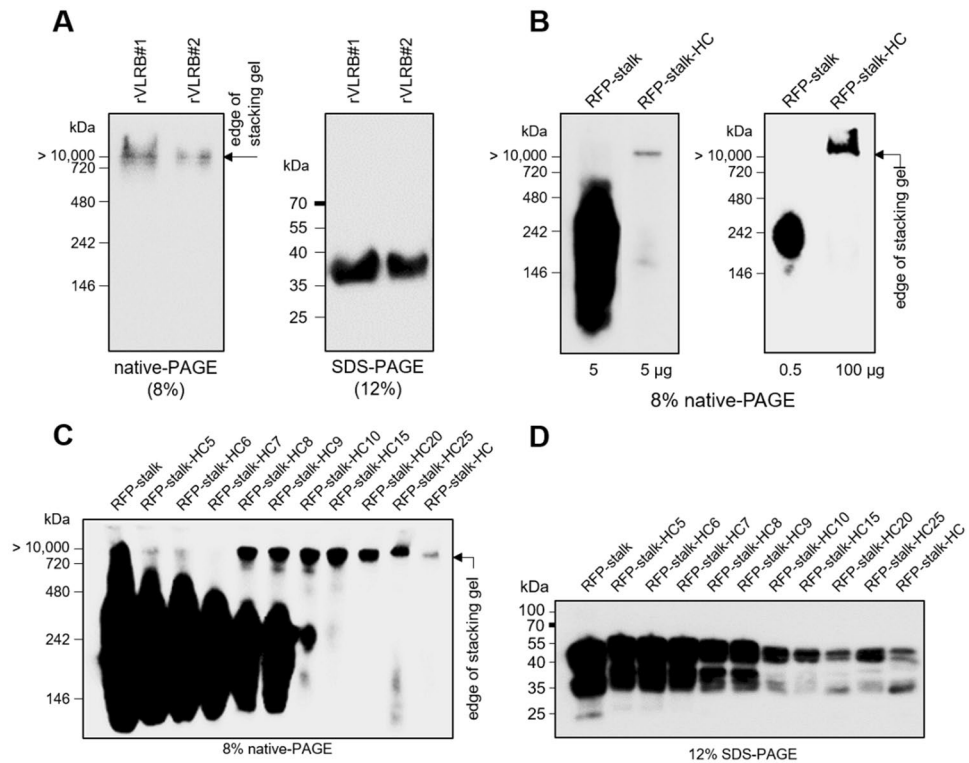 A
rVLRB#1
rVLRB#2
edge of
stacking gel
kDa
> 10,000
720
480
242
146
native-PAGE
(8%)
rVLRB#1
rVLRB#2
kDa
70
55
40
35
25
SDS-PAGE
(12%)
B
RFP-stalk
RFP-stalk-HC
kDa
> 10,000
720
480
242
146
5
5 µg
RFP-stalk
RFP-stalk-HC
kDa
> 10,000
720
480
242
146
edge of stacking gel
0.5
100 µg
8% native-PAGE
C
RFP-stalk
RFP-stalk-HC5
RFP-stalk-HC6
RFP-stalk-HC7
RFP-stalk-HC8
RFP-stalk-HC9
RFP-stalk-HC10
RFP-stalk-HC15
RFP-stalk-HC20
RFP-stalk-HC25
RFP-stalk-HC
kDa
> 10,000
720
480
242
146
edge of stacking gel
8% native-PAGE
D
RFP-stalk
RFP-stalk-HC5
RFP-stalk-HC6
RFP-stalk-HC7
RFP-stalk-HC8
RFP-stalk-HC9
RFP-stalk-HC10
RFP-stalk-HC15
RFP-stalk-HC20
RFP-stalk-HC25
RFP-stalk-HC
kDa
100
70
55
40
35
25
12% SDS-PAGE